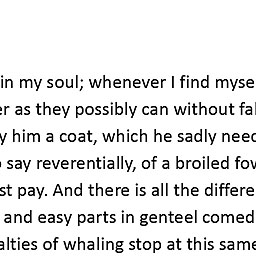 in my soul; whenever I find myse
er as they possibly can without fal
y him a coat, which he sadly need
say reverentially, of a broiled fow
st pay. And there is all the differe
and easy parts in genteel comed
alties of whaling stop at this same